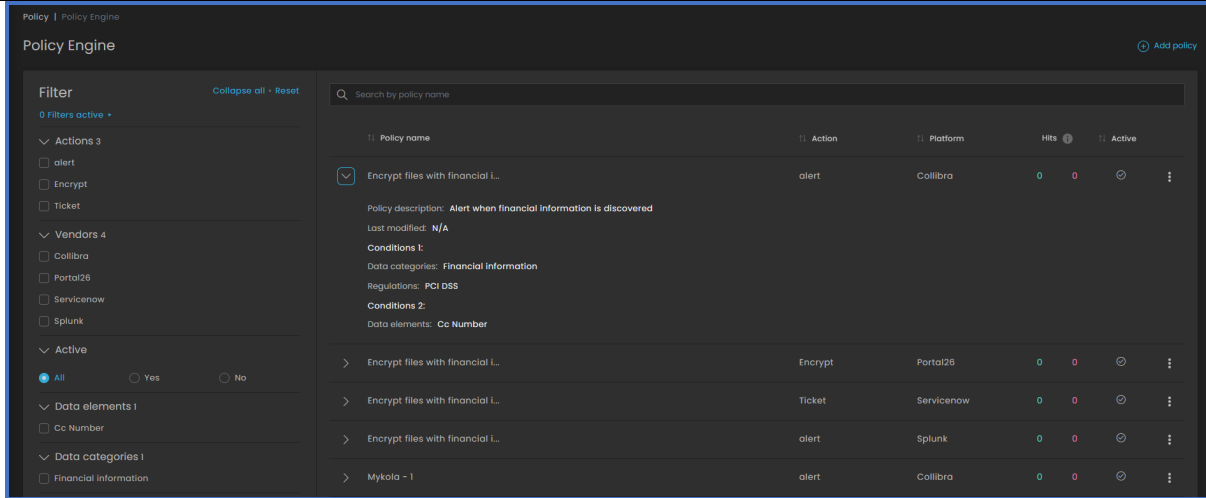 Policy | Policy Engine
Policy Engine
Add policy
Filter
Collapse all • Reset
0 Filters active
Actions 3
alert
Encrypt
Ticket
Vendors 4
Collibra
Portal26
Servicenow
Splunk
Active
All Yes No
Data elements 1
Cc Number
Data categories 1
Financial information
Search by policy name
Policy name Action Platform Hits Active
Encrypt files with financial i... alert Collibra 0 0
Policy description: Alert when financial information is discovered
Last modified: N/A
Conditions 1:
Data categories: Financial information
Regulations: PCI DSS
Conditions 2:
Data elements: Cc Number
Encrypt files with financial i... Encrypt Portal26 0 0
Encrypt files with financial i... Ticket Servicenow 0 0
Encrypt files with financial i... alert Splunk 0 0
Mykola - 1 alert Collibra 0 0